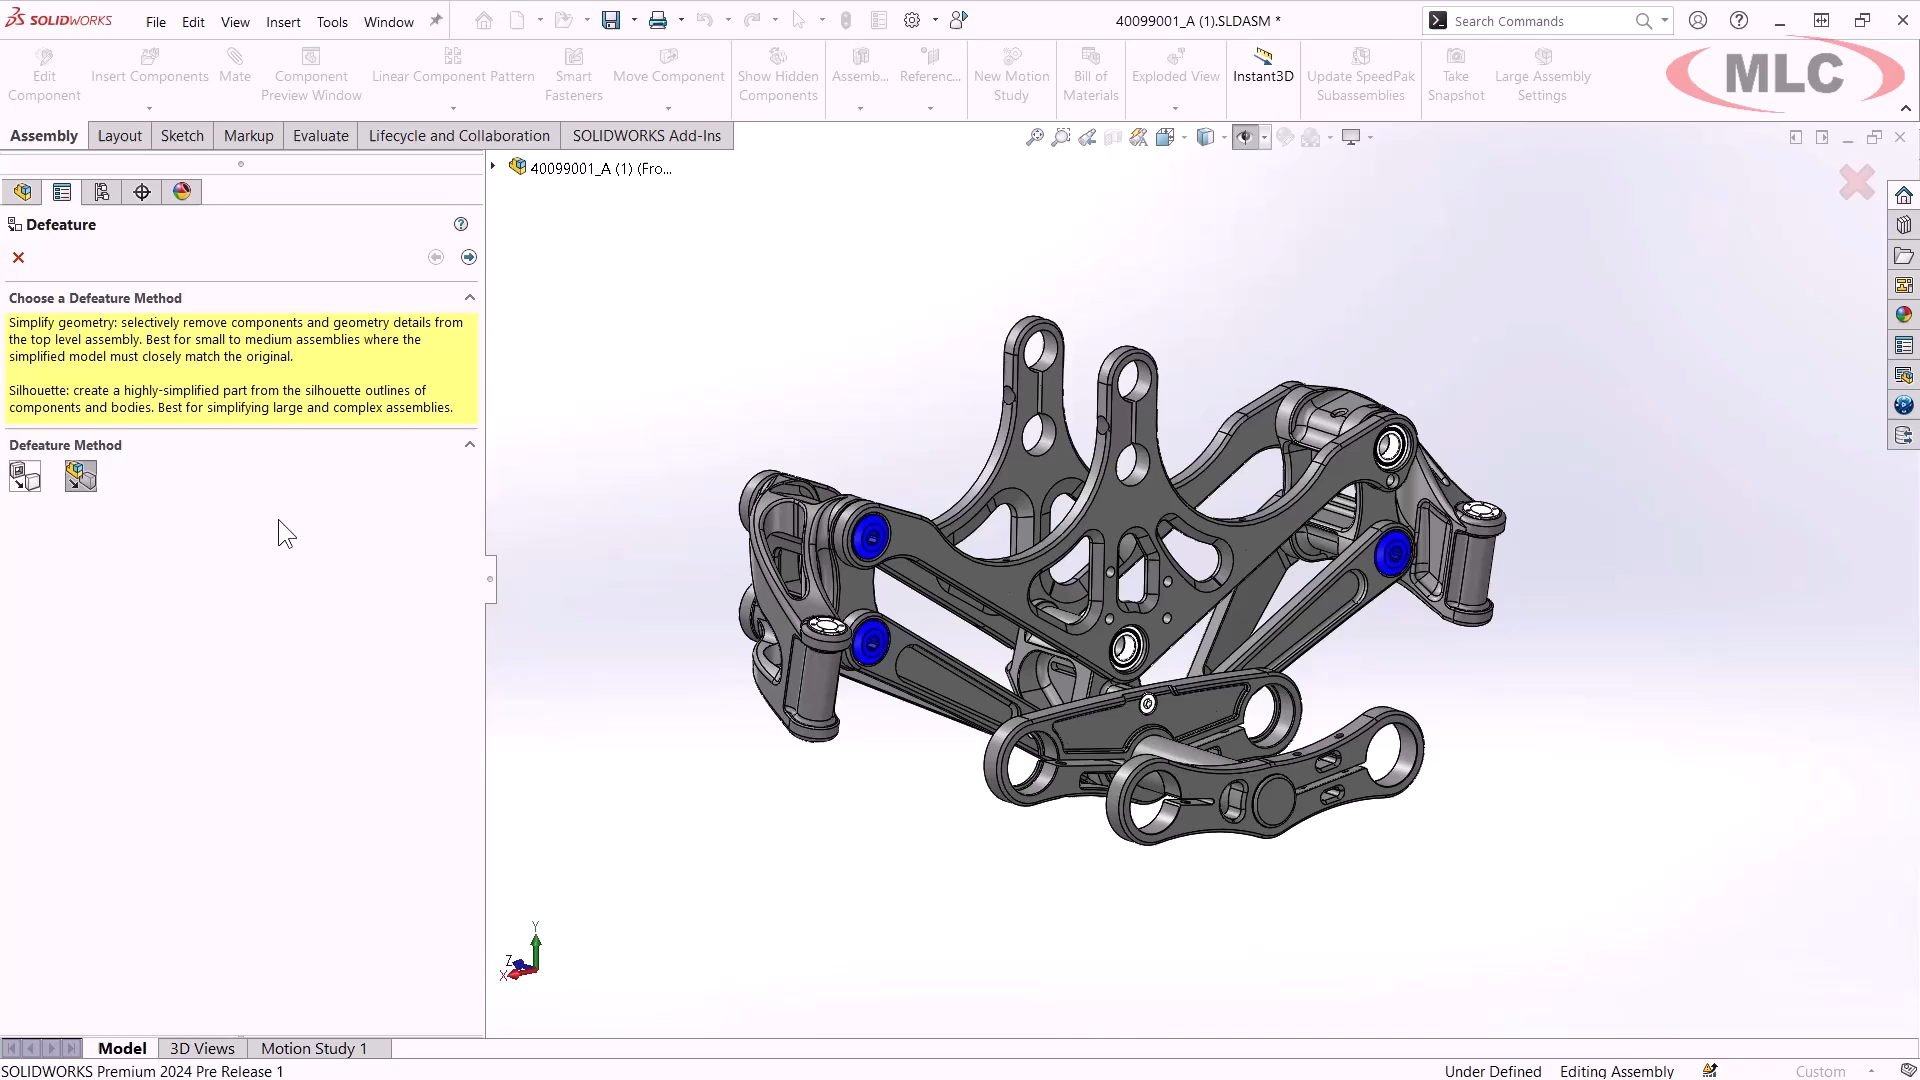 SOLIDWORKS File Edit View Insert Tools Window 40099001_A (1).SLDASM * Search Commands
Edit Component
Insert Components
Mate
Component Preview Window
Linear Component Pattern
Smart Fasteners
Move Component
Show Hidden Components
Assemb...
Referenc...
New Motion Study
Bill of Materials
Exploded View
Instant3D
Update SpeedPak Subassemblies
Take Snapshot
Large Assembly Settings
MLC
Assembly Layout Sketch Markup Evaluate Lifecycle and Collaboration SOLIDWORKS Add-Ins
40099001_A (1) (Fro...
Defeature
Choose a Defeature Method
Simplify geometry: selectively remove components and geometry details from
the top level assembly. Best for small to medium assemblies where the
simplified model must closely match the original.
Silhouette: create a highly-simplified part from the silhouette outlines of
components and bodies. Best for simplifying large and complex assemblies.
Defeature Method
Y
Z
X
Model 3D Views Motion Study 1
SOLIDWORKS Premium 2024 Pre Release 1 Under Defined Editing Assembly Custom